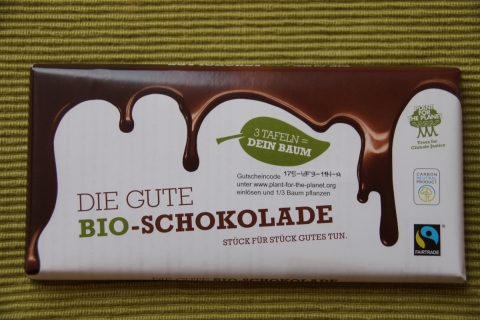 3 TAFELN =
DEIN BAUM
Gutscheincode
unter www.plant-for-the-planet.org
einlösen und 1/3 Baum pflanzen
DIE GUTE
BIO-SCHOKOLADE
STÜCK FÜR STÜCK GUTES TUN.
PLANT
FOR
THE PLANET
Trees for
Climate Justice
CARBON
NEUTRAL
PRODUCT
FAIRTRADE
BIO-SCHOKOLADE